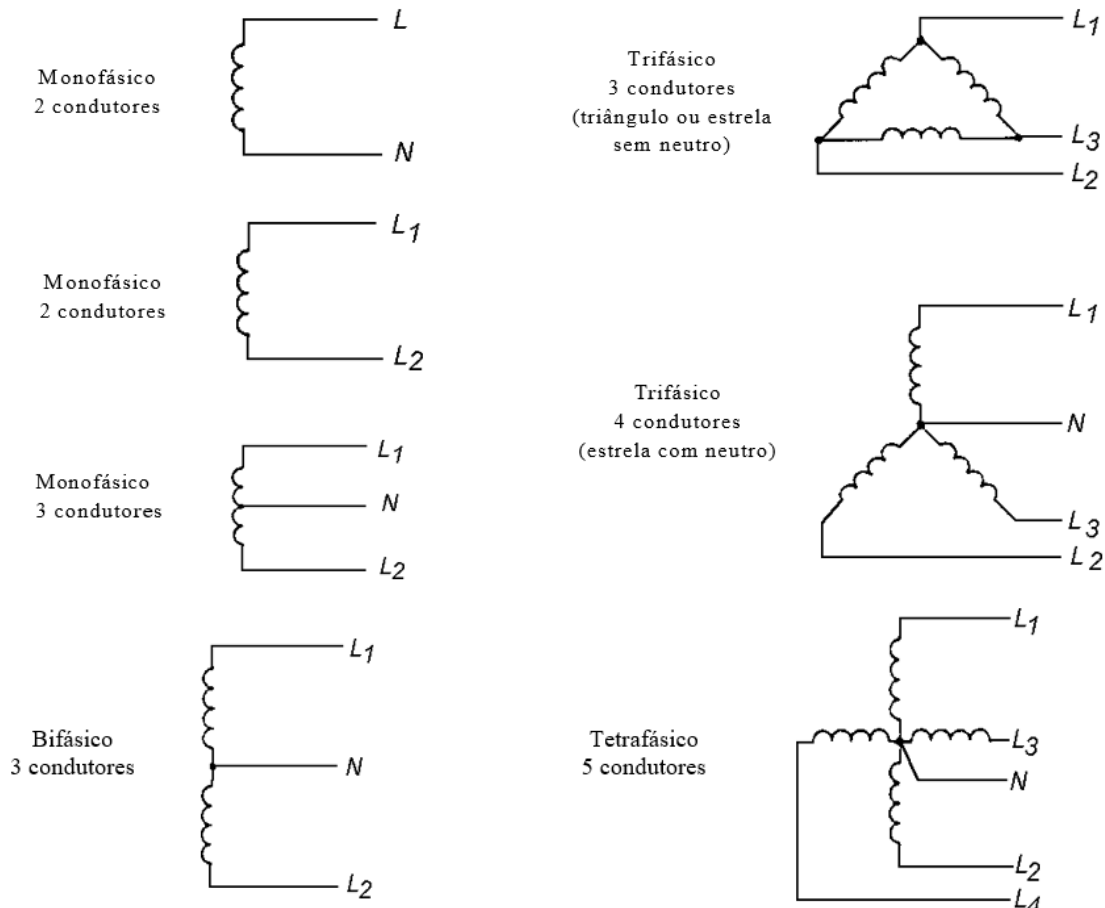 Monofásico
2 condutores
L
N
Monofásico
2 condutores
L1
L2
Monofásico
3 condutores
L1
N
L2
Bifásico
3 condutores
L1
N
L2
Trifásico
3 condutores
(triângulo ou estrela
sem neutro)
L1
L3
L2
Trifásico
4 condutores
(estrela com neutro)
L1
N
L3
L2
Tetrafásico
5 condutores
L1
L3
N
L2
L4